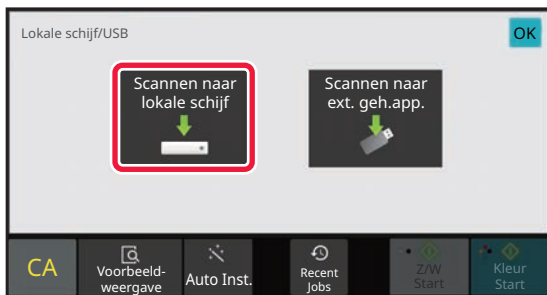 Lokale schijf/USB
OK
Scannen naar
lokale schijf
Scannen naar
ext. geh.app.
CA
Voorbeeld-
weergave
Auto Inst.
Recent
Jobs
Z/W
Start
Kleur
Start